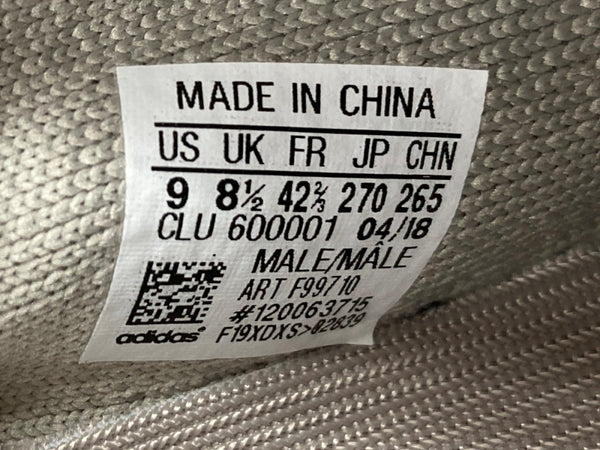 MADE IN CHINA
US UK FR JP CHN
9 8½ 42⅔ 270 265
CLU 600001 04/18
MALE/MÂLE
ART F99710
#120063715
F19XDXS>02839
adidas®